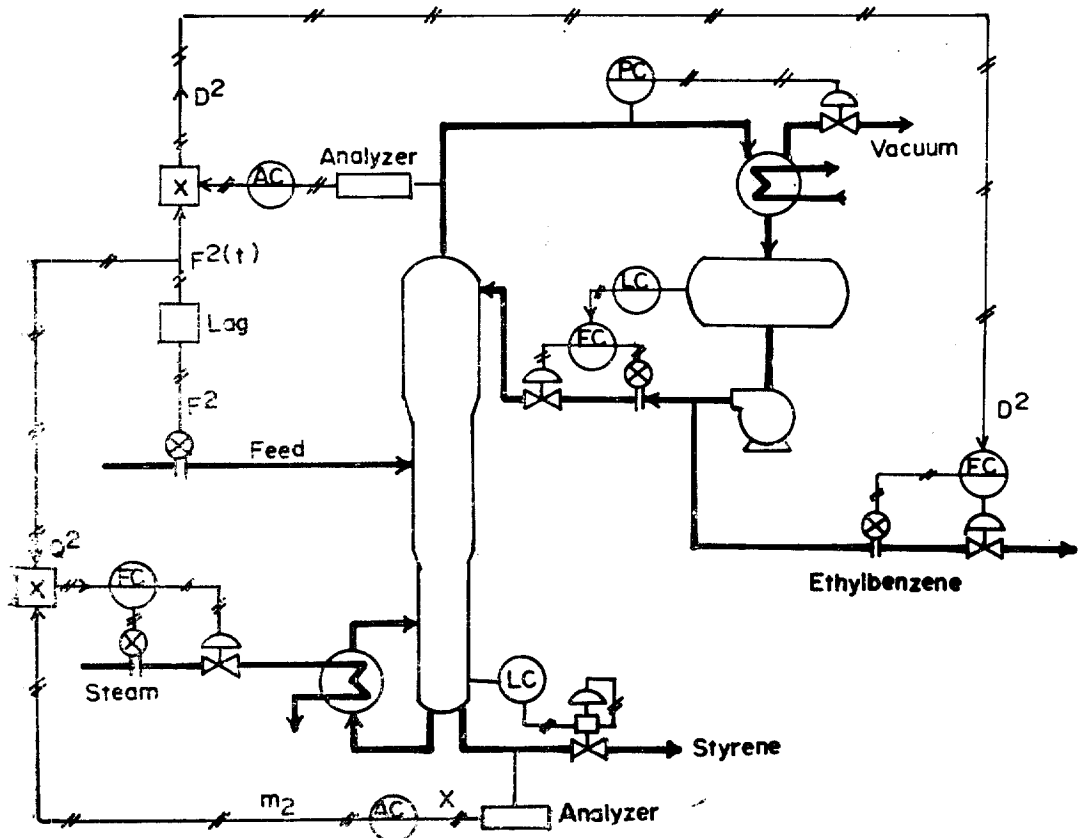 PC
D²
Analyzer
Vacuum
AC
X
F²(t)
LC
Lag
FC
F²
D²
Feed
FC
Q²
X
FC
Ethylbenzene
Steam
LC
Styrene
m₂
AC
X
Analyzer